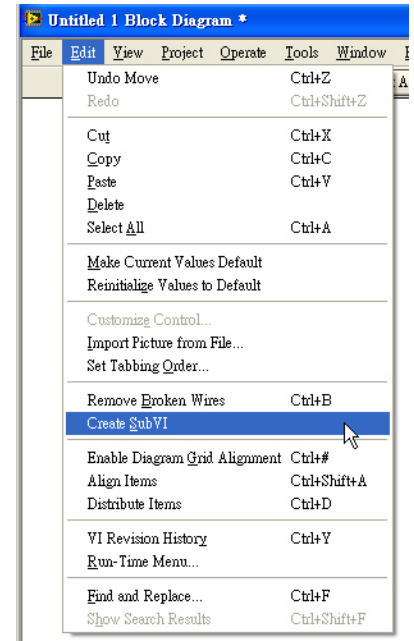 Untitled 1 Block Diagram *
File Edit View Project Operate Tools Window
Undo Move Ctrl+Z
Redo Ctrl+Shift+Z
Cut Ctrl+X
Copy Ctrl+C
Paste Ctrl+V
Delete
Select All Ctrl+A
Make Current Values Default
Reinitialize Values to Default
Customize Control...
Import Picture from File...
Set Tabbing Order...
Remove Broken Wires Ctrl+B
Create SubVI
Enable Diagram Grid Alignment Ctrl+#
Align Items Ctrl+Shift+A
Distribute Items Ctrl+D
VI Revision History Ctrl+Y
Run-Time Menu...
Find and Replace... Ctrl+F
Show Search Results Ctrl+Shift+F